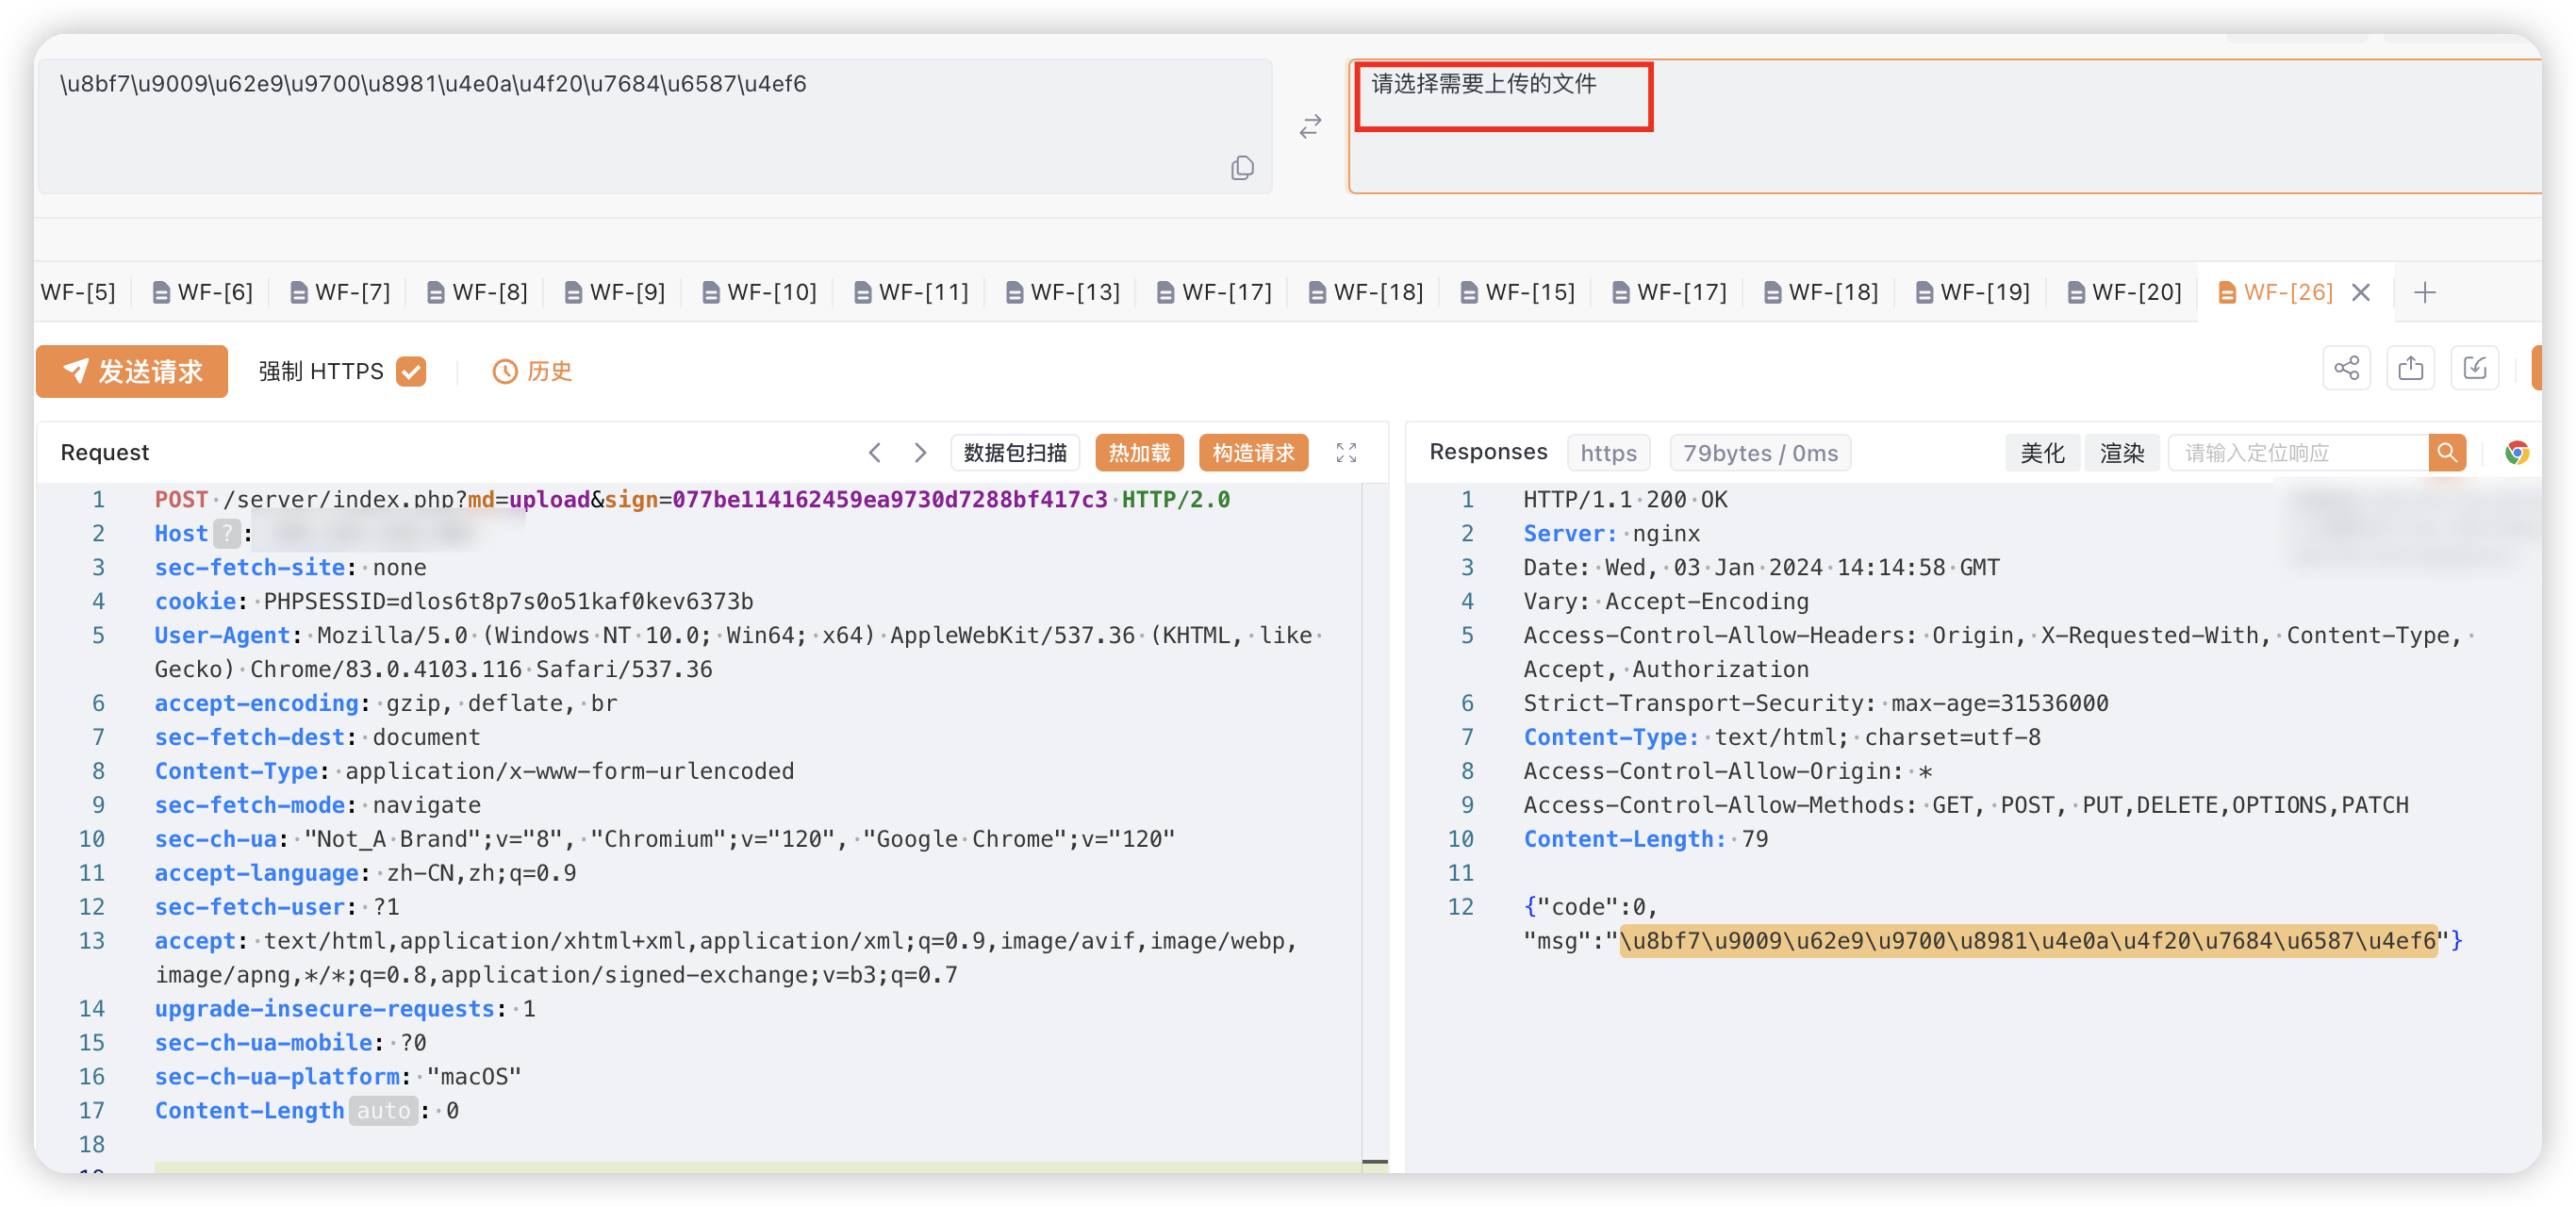 \u8bf7\u9009\u62e9\u9700\u8981\u4e0a\u4f20\u7684\u6587\u4ef6
请选择需要上传的文件
WF-[5] WF-[6] WF-[7] WF-[8] WF-[9] WF-[10] WF-[11] WF-[13] WF-[17] WF-[18] WF-[15] WF-[17] WF-[18] WF-[19] WF-[20] WF-[26]
发送请求 强制 HTTPS 历史
Request 数据包扫描 热加载 构造请求
1 POST /server/index.php?md=upload&sign=077be114162459ea9730d7288bf417c3 HTTP/2.0
2 Host ? :
3 sec-fetch-site: none
4 cookie: PHPSESSID=dlos6t8p7s0o51kaf0kev6373b
5 User-Agent: Mozilla/5.0 (Windows NT 10.0; Win64; x64) AppleWebKit/537.36 (KHTML, like
Gecko) Chrome/83.0.4103.116 Safari/537.36
6 accept-encoding: gzip, deflate, br
7 sec-fetch-dest: document
8 Content-Type: application/x-www-form-urlencoded
9 sec-fetch-mode: navigate
10 sec-ch-ua: "Not_A Brand";v="8", "Chromium";v="120", "Google Chrome";v="120"
11 accept-language: zh-CN,zh;q=0.9
12 sec-fetch-user: ?1
13 accept: text/html,application/xhtml+xml,application/xml;q=0.9,image/avif,image/webp,
image/apng,*/*;q=0.8,application/signed-exchange;v=b3;q=0.7
14 upgrade-insecure-requests: 1
15 sec-ch-ua-mobile: ?0
16 sec-ch-ua-platform: "macOS"
17 Content-Length auto : 0
18
Responses https 79bytes / 0ms 美化 渲染 请输入定位响应
1 HTTP/1.1 200 OK
2 Server: nginx
3 Date: Wed, 03 Jan 2024 14:14:58 GMT
4 Vary: Accept-Encoding
5 Access-Control-Allow-Headers: Origin, X-Requested-With, Content-Type,
Accept, Authorization
6 Strict-Transport-Security: max-age=31536000
7 Content-Type: text/html; charset=utf-8
8 Access-Control-Allow-Origin: *
9 Access-Control-Allow-Methods: GET, POST, PUT,DELETE,OPTIONS,PATCH
10 Content-Length: 79
11
12 {"code":0,
"msg":"\u8bf7\u9009\u62e9\u9700\u8981\u4e0a\u4f20\u7684\u6587\u4ef6"}